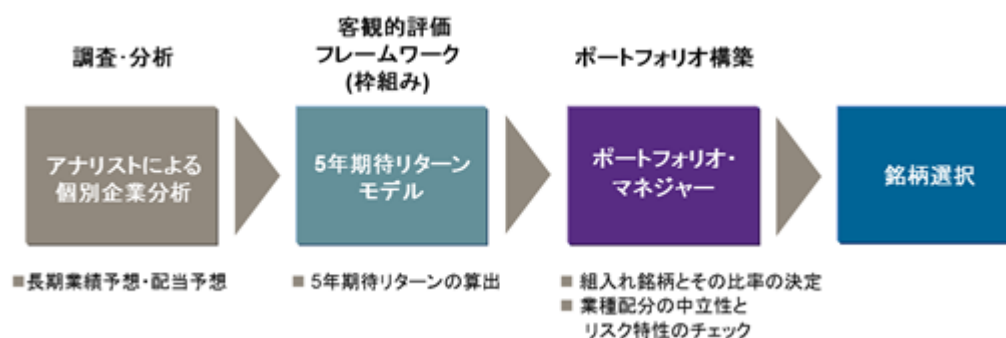 調査・分析
客観的評価
フレームワーク
(枠組み)
ポートフォリオ構築
アナリストによる
個別企業分析
5年期待リターン
モデル
ポートフォリオ・
マネジャー
銘柄選択
■長期業績予想・配当予想
■ 5年期待リターンの算出
■ 組入れ銘柄とその比率の決定
■ 業種配分の中立性と
リスク特性のチェック